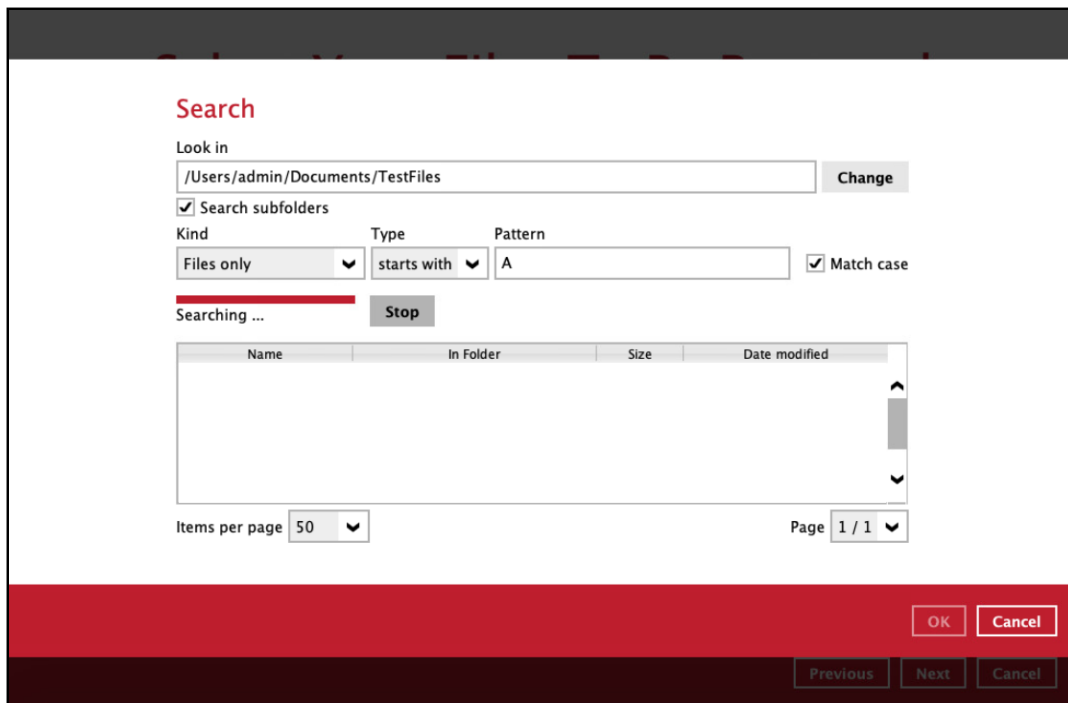 Search
Look in
/Users/admin/Documents/TestFiles Change
Search subfolders
Kind Type Pattern
Files only starts with A Match case
Searching ... Stop
Name In Folder Size Date modified
Items per page 50 Page 1 / 1
OK Cancel
Previous Next Cancel